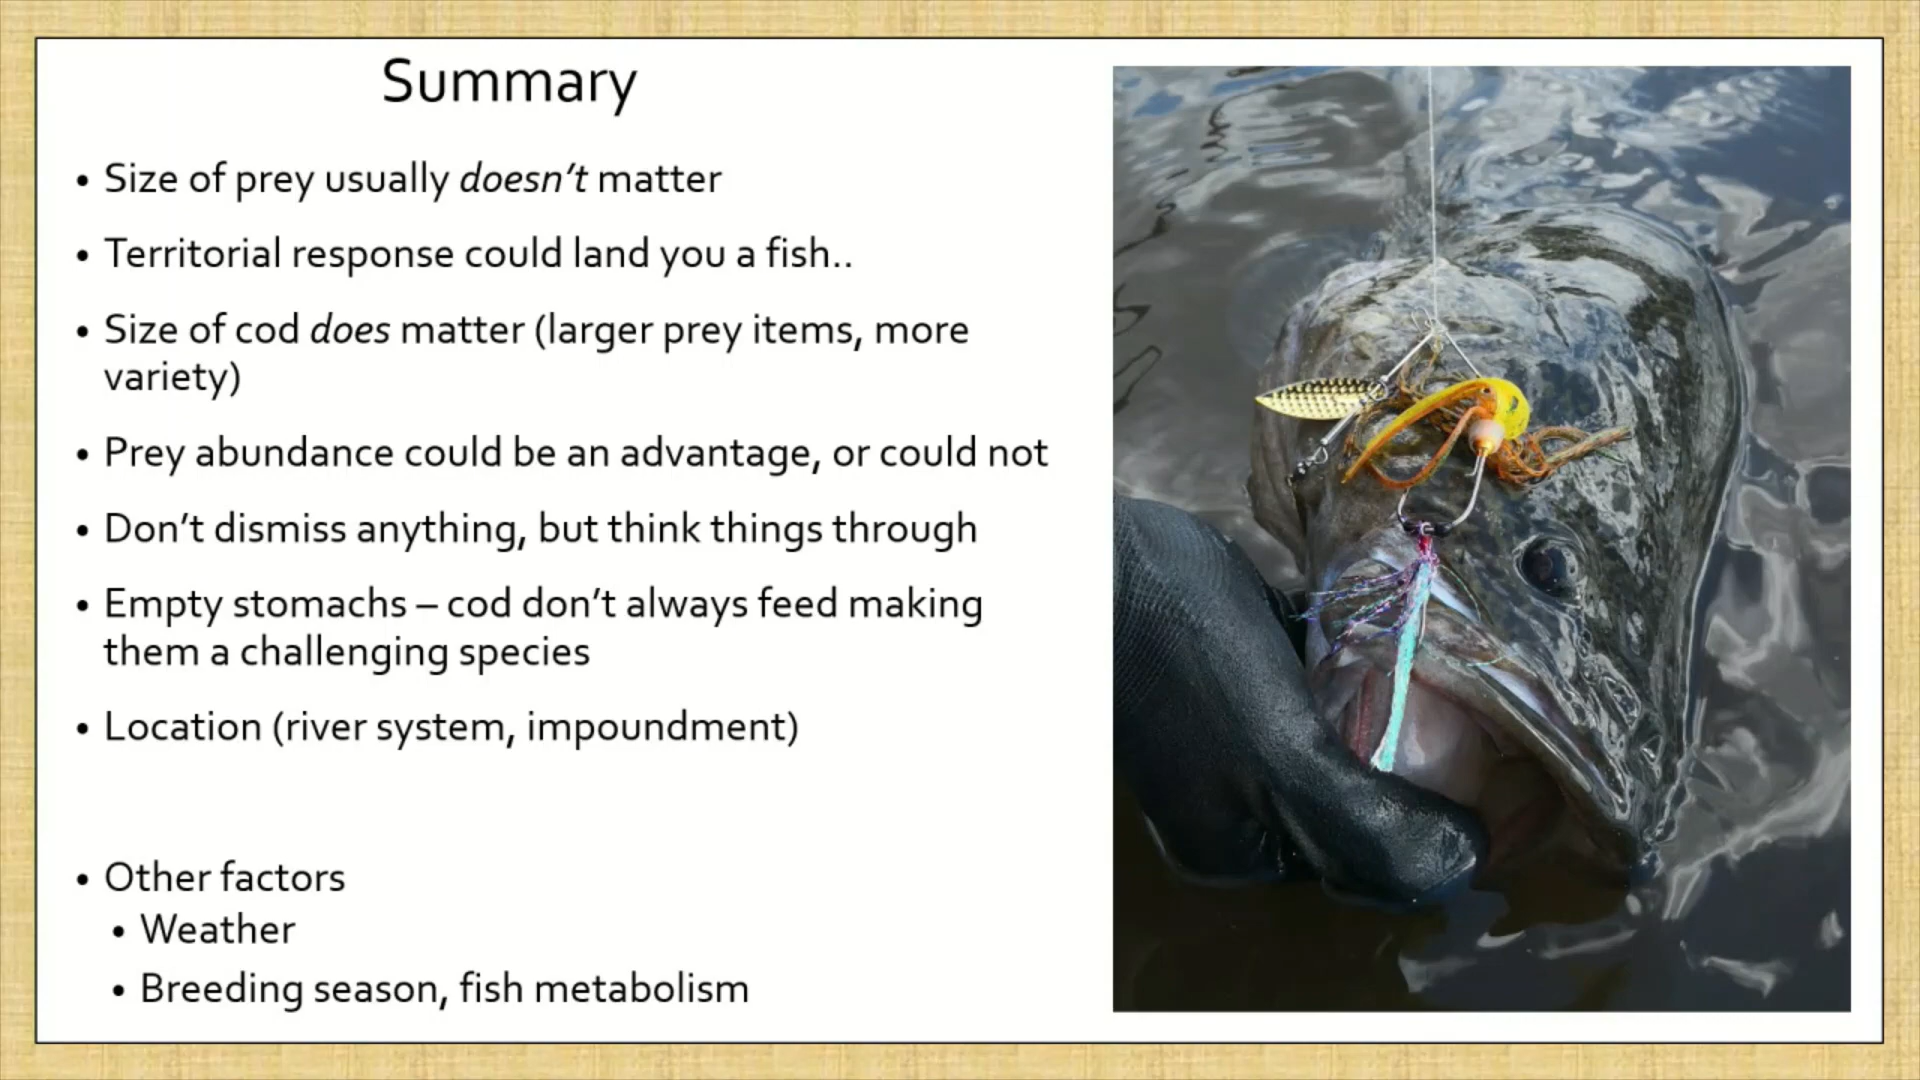 Summary
• Size of prey usually doesn't matter
• Territorial response could land you a fish..
• Size of cod does matter (larger prey items, more
variety)
• Prey abundance could be an advantage, or could not
• Don't dismiss anything, but think things through
• Empty stomachs – cod don't always feed making
them a challenging species
• Location (river system, impoundment)
• Other factors
• Weather
• Breeding season, fish metabolism